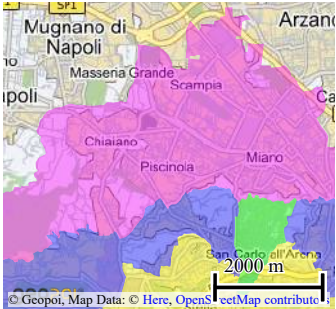 SP1
Mugnano di
Napoli
Arzano
Masseria Grande
Scampia
Chiaiano
Piscinola
Miano
San Carlo all'Arena
2000 m
© Geopoi, Map Data: © Here, OpenStreetMap contributors